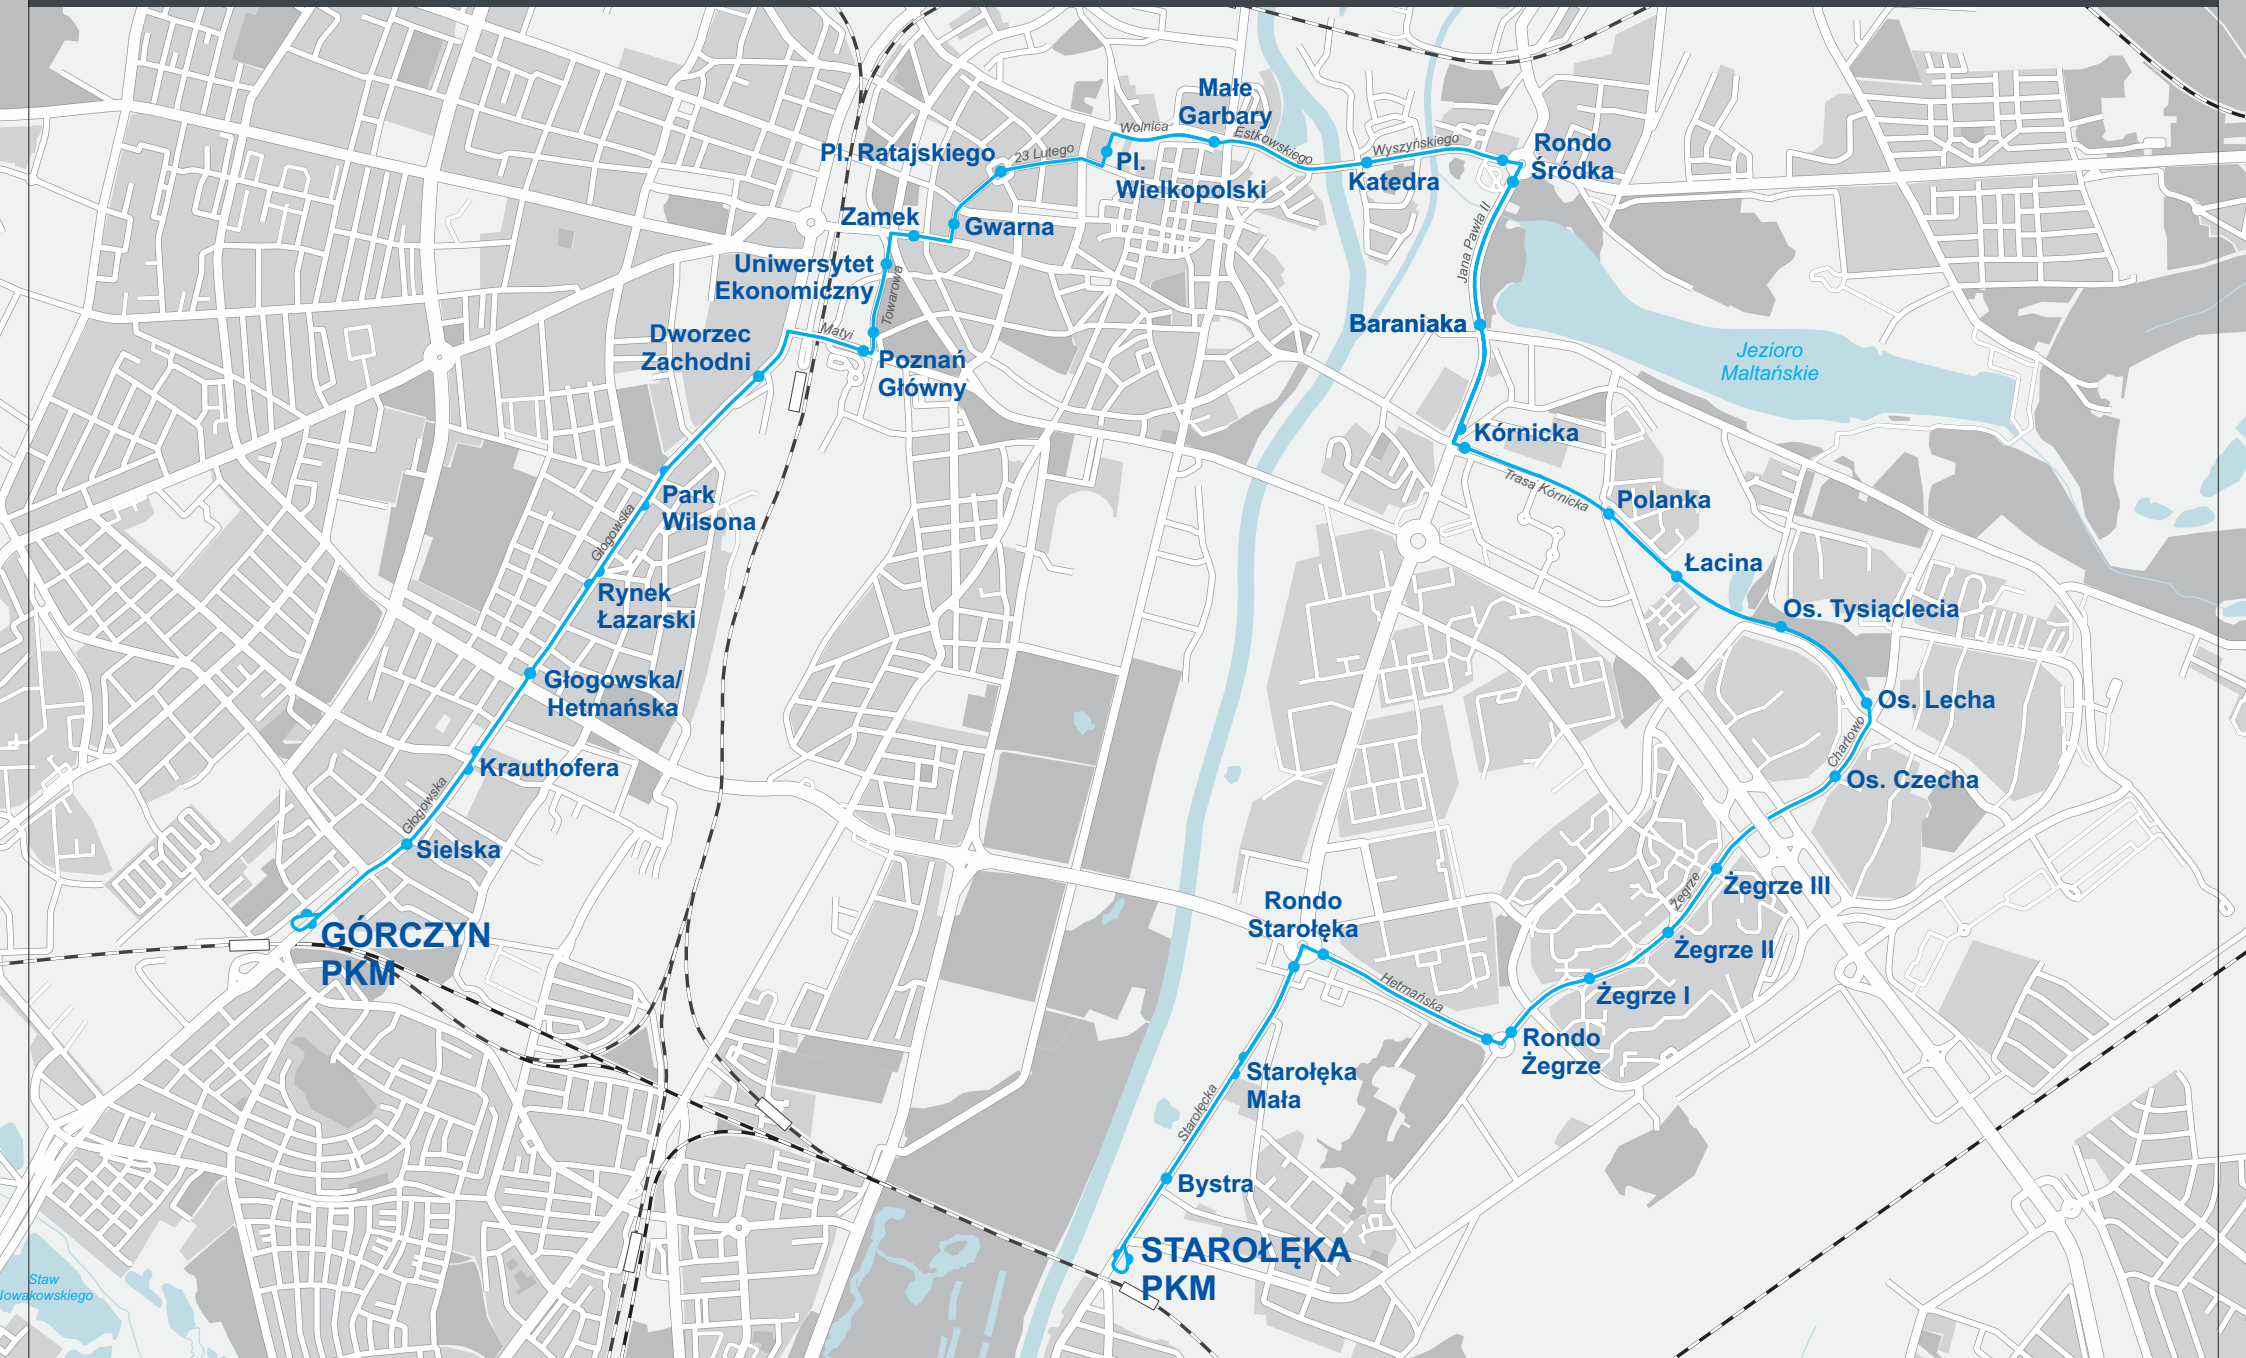 Małe
Garbary
Wolnica
Estkowskiego
23 Lutego
Pl. Ratajskiego
Pl.
Wielkopolski
Wyszyńskiego
Katedra
Rondo
Śródka
Zamek
Gwarna
Jana Pawła II
Uniwersytet
Ekonomiczny
Towarowa
Dworzec
Zachodni
Matyi
Poznań
Główny
Baraniaka
Jezioro
Maltańskie
Kórnicka
Trasa Kórnicka
Polanka
Park
Wilsona
Głogowska
Łacina
Rynek
Łazarski
Os. Tysiąclecia
Głogowska/
Hetmańska
Os. Lecha
Chartowo
Krauthofera
Os. Czecha
Głogowska
Sielska
Żegrze III
Żegrze
Rondo
Starołęka
GÓRCZYN
PKM
Żegrze II
Hetmańska
Żegrze I
Rondo
Żegrze
Starołęka
Mała
Starołęcka
Bystra
STAROŁĘKA
PKM
Staw
Nowakowskiego